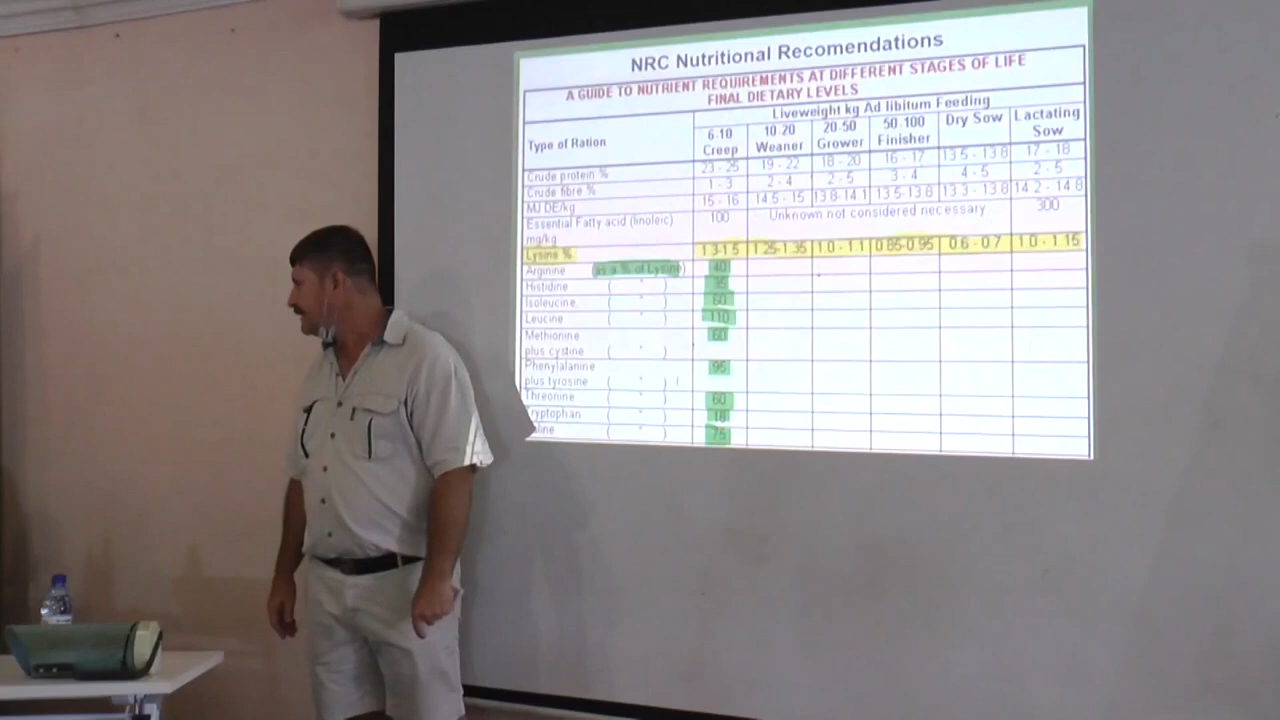 NRC Nutritional Recomendations
A GUIDE TO NUTRIENT REQUIREMENTS AT DIFFERENT STAGES OF LIFE
FINAL DIETARY LEVELS
Liveweight kg Ad libitum Feeding
Type of Ration 6-10 Creep 10-20 Weaner 20-50 Grower 50-100 Finisher Dry Sow Lactating Sow
Crude protein % 23 - 25 19 - 22 18 - 20 16 - 17 13 5 - 13 8 17 - 18
Crude fibre % 1 - 3 2 - 4 2 - 5 3 - 4 4 - 5 2 - 5
MJ DE/kg 15 - 16 14 5 - 15 13 8 - 14 1 13 5 - 13 8 13 3 - 13 8 14 2 - 14 8
Essential Fatty acid (linoleic) 100 Unknown not considered necessary 300
mg/kg
Lysine % 1 3-1 5 1 25-1 35 1 0 - 1 1 0 85-0 95 0 6 - 0 7 1 0 - 1 15
Arginine (as a % of Lysine) 40
Histidine ( " ) 35
Isoleucine ( " ) 60
Leucine ( " ) 110
Methionine 60
plus cystine ( " )
Phenylalanine 95
plus tyrosine ( " )
Threonine ( " ) 60
ryptophan ( " ) 18
aline ( " ) 75